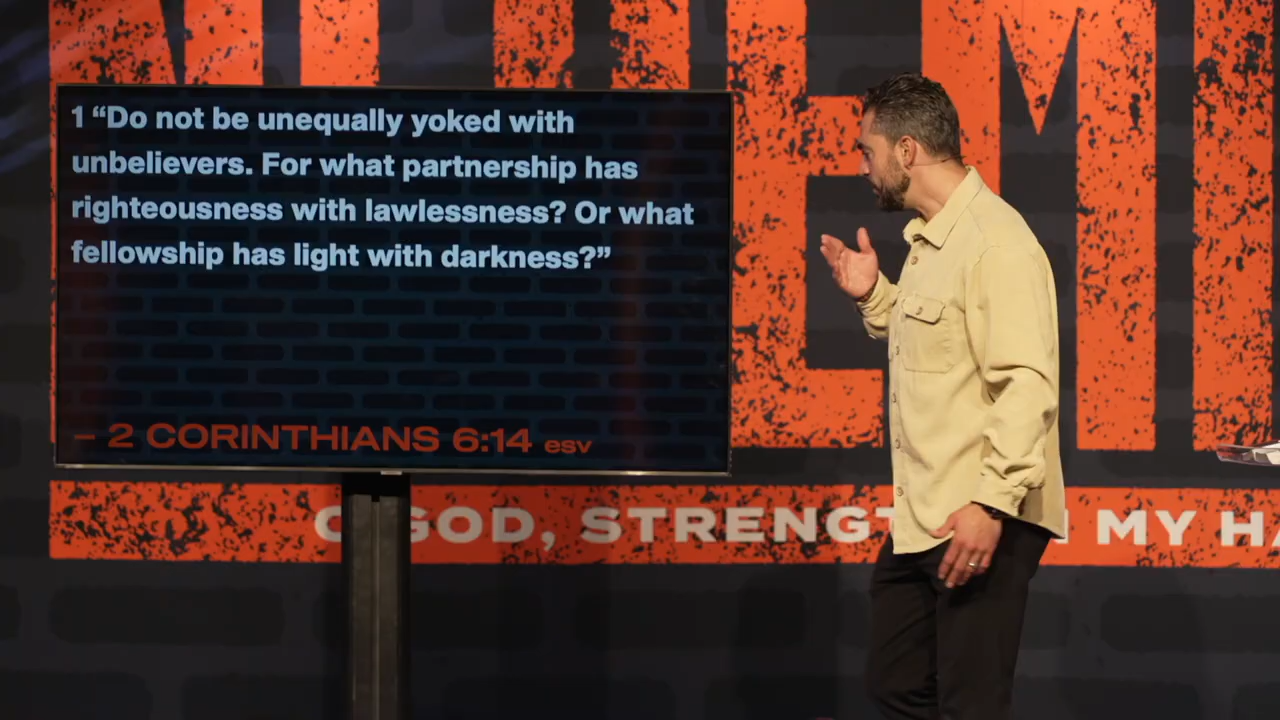 1 “Do not be unequally yoked with
unbelievers. For what partnership has
righteousness with lawlessness? Or what
fellowship has light with darkness?”
– 2 CORINTHIANS 6:14 ESV
O GOD, STRENGT MY HA